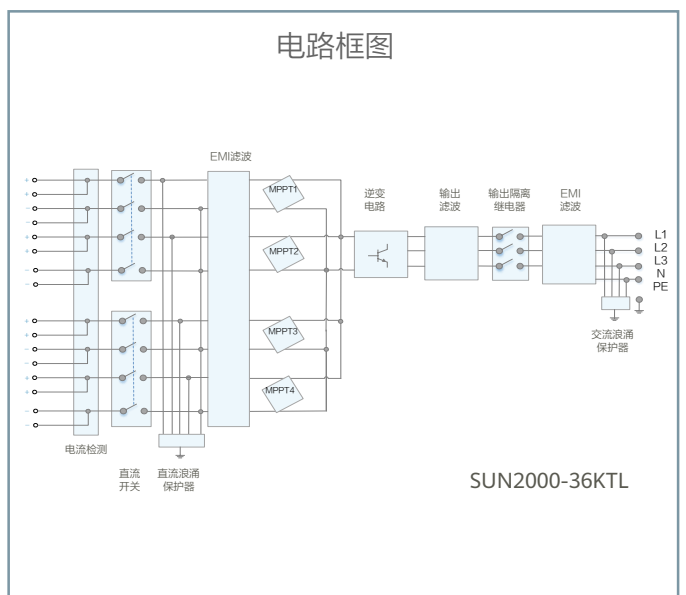 电路框图
EMI滤波
MPPT1
MPPT2
MPPT3
MPPT4
逆变
电路
输出
滤波
输出隔离
继电器
EMI
滤波
L1
L2
L3
N
PE
交流浪涌
保护器
+
+
-
-
+
+
-
-
+
+
-
-
+
+
-
-
电流检测
直流
开关
直流浪涌
保护器
SUN2000-36KTL